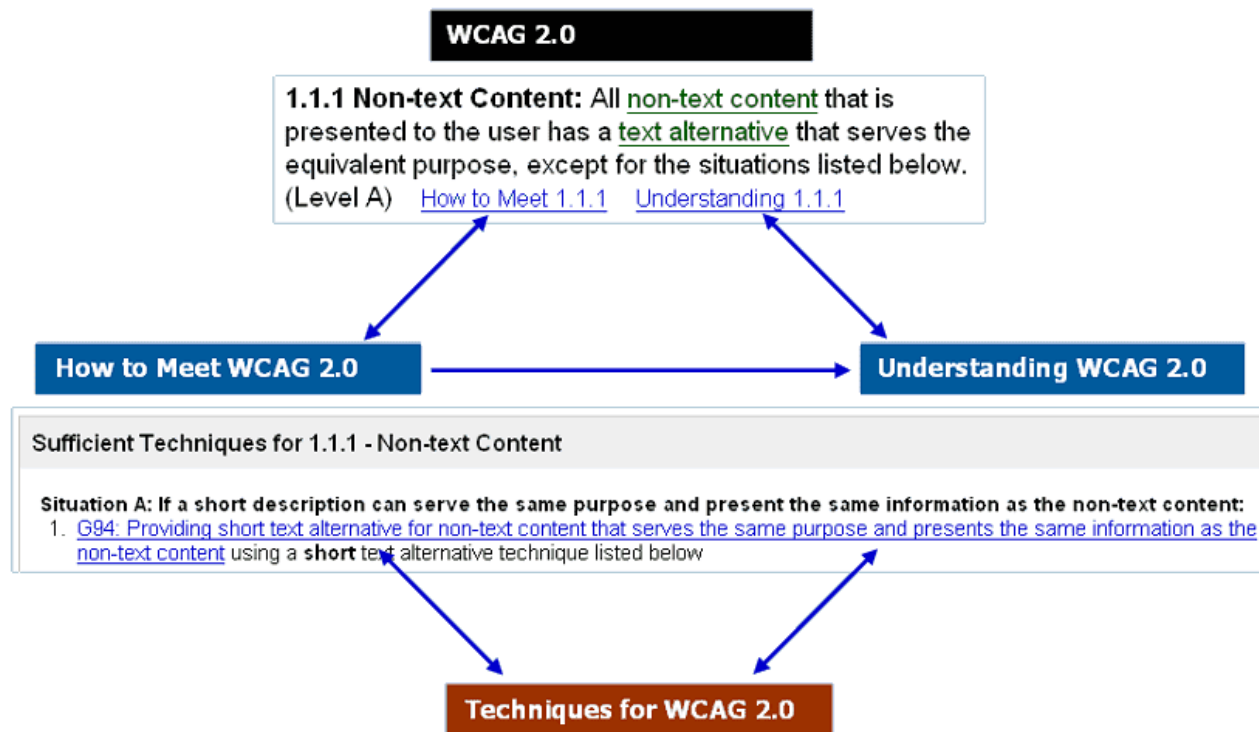 WCAG 2.0
1.1.1 Non-text Content: All non-text content that is
presented to the user has a text alternative that serves the
equivalent purpose, except for the situations listed below.
(Level A) How to Meet 1.1.1 Understanding 1.1.1
How to Meet WCAG 2.0
Understanding WCAG 2.0
Sufficient Techniques for 1.1.1 - Non-text Content
Situation A: If a short description can serve the same purpose and present the same information as the non-text content:
1. G94: Providing short text alternative for non-text content that serves the same purpose and presents the same information as the
non-text content using a short text alternative technique listed below
Techniques for WCAG 2.0